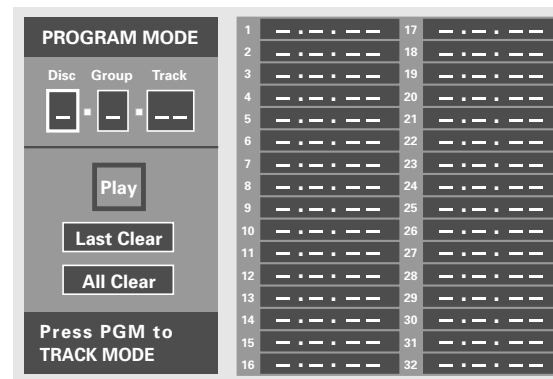 PROGRAM MODE
Disc Group Track
_ . _ . _ _
Play
Last Clear
All Clear
Press PGM to
TRACK MODE
1 _ . _ . _ _ 17 _ . _ . _ _
2 _ . _ . _ _ 18 _ . _ . _ _
3 _ . _ . _ _ 19 _ . _ . _ _
4 _ . _ . _ _ 20 _ . _ . _ _
5 _ . _ . _ _ 21 _ . _ . _ _
6 _ . _ . _ _ 22 _ . _ . _ _
7 _ . _ . _ _ 23 _ . _ . _ _
8 _ . _ . _ _ 24 _ . _ . _ _
9 _ . _ . _ _ 25 _ . _ . _ _
10 _ . _ . _ _ 26 _ . _ . _ _
11 _ . _ . _ _ 27 _ . _ . _ _
12 _ . _ . _ _ 28 _ . _ . _ _
13 _ . _ . _ _ 29 _ . _ . _ _
14 _ . _ . _ _ 30 _ . _ . _ _
15 _ . _ . _ _ 31 _ . _ . _ _
16 _ . _ . _ _ 32 _ . _ . _ _